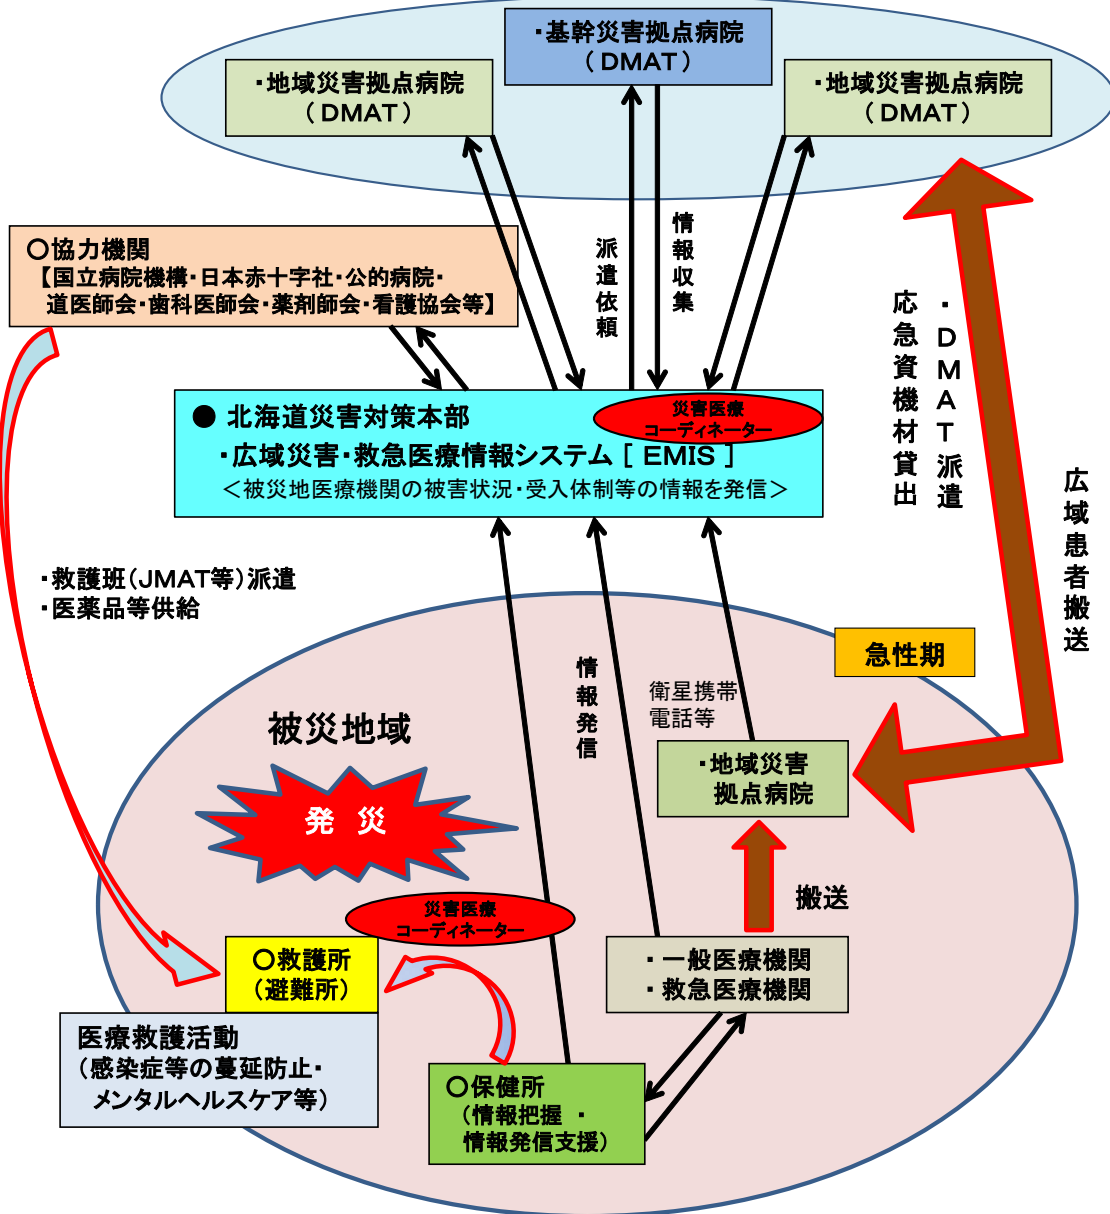 ・基幹災害拠点病院
（DMAT）
・地域災害拠点病院
（DMAT）
・地域災害拠点病院
（DMAT）
○協力機関
【国立病院機構・日本赤十字社・公的病院・
道医師会・歯科医師会・薬剤師会・看護協会等】
派遣依頼
情報収集
・DMAT派遣
応急資機材貸出
広域患者搬送
● 北海道災害対策本部
災害医療
コーディネーター
・広域災害・救急医療情報システム［ EMIS ］
＜被災地医療機関の被害状況・受入体制等の情報を発信＞
・救護班（JMAT等）派遣
・医薬品等供給
急性期
情報発信
衛星携帯
電話等
被災地域
発 災
・地域災害
拠点病院
搬送
災害医療
コーディネーター
○救護所
（避難所）
・一般医療機関
・救急医療機関
医療救護活動
（感染症等の蔓延防止・
メンタルヘルスケア等）
○保健所
（情報把握 ・
情報発信支援）